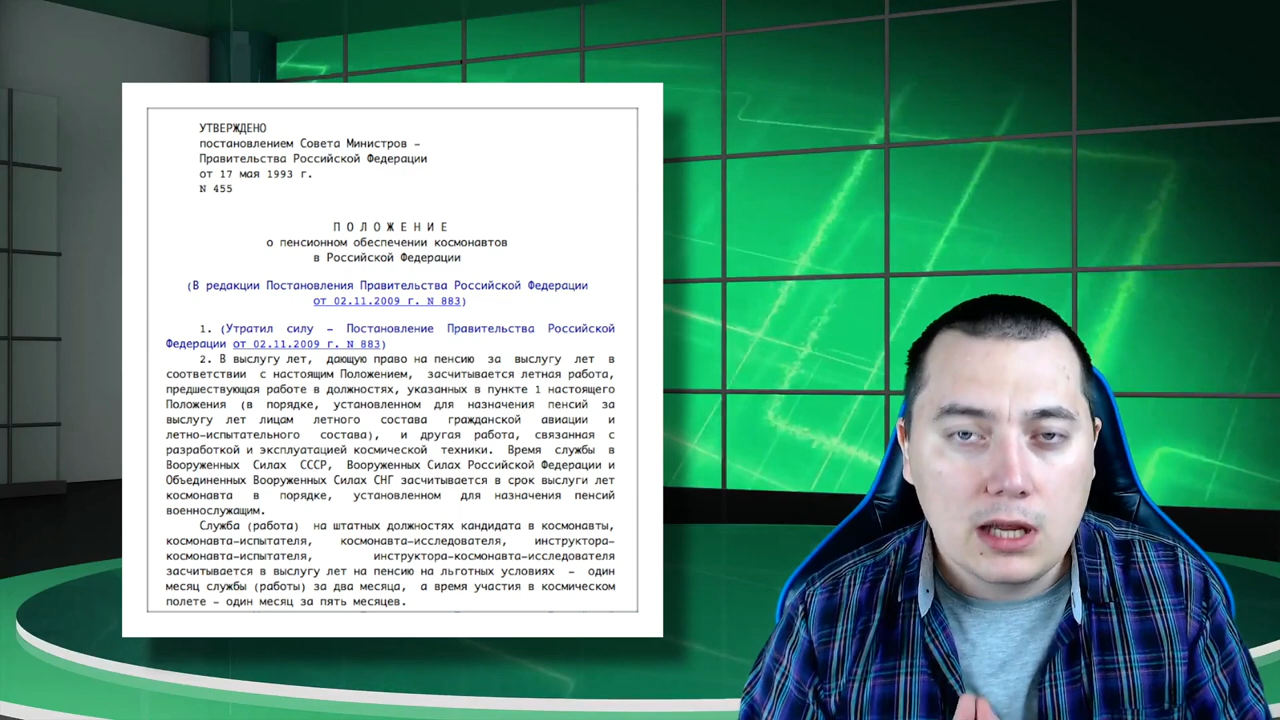 УТВЕРЖДЕНО
постановлением Совета Министров -
Правительства Российской Федерации
от 17 мая 1993 г.
N 455
П О Л О Ж Е Н И Е
о пенсионном обеспечении космонавтов
в Российской Федерации
(В редакции Постановления Правительства Российской Федерации
от 02.11.2009 г. N 883)
1. (Утратил силу - Постановление Правительства Российской
Федерации от 02.11.2009 г. N 883)
2. В выслугу лет, дающую право на пенсию за выслугу лет в
соответствии с настоящим Положением, засчитывается летная работа,
предшествующая работе в должностях, указанных в пункте 1 настоящего
Положения (в порядке, установленном для назначения пенсий за
выслугу лет лицам летного состава гражданской авиации и
летно-испытательного состава), и другая работа, связанная с
разработкой и эксплуатацией космической техники. Время службы в
Вооруженных Силах СССР, Вооруженных Силах Российской Федерации и
Объединенных Вооруженных Силах СНГ засчитывается в срок выслуги лет
космонавта в порядке, установленном для назначения пенсий
военнослужащим.
Служба (работа) на штатных должностях кандидата в космонавты,
космонавта-испытателя, космонавта-исследователя, инструктора-
космонавта-испытателя, инструктора-космонавта-исследователя
засчитывается в выслугу лет на пенсию на льготных условиях - один
месяц службы (работы) за два месяца, а время участия в космическом
полете - один месяц за пять месяцев.